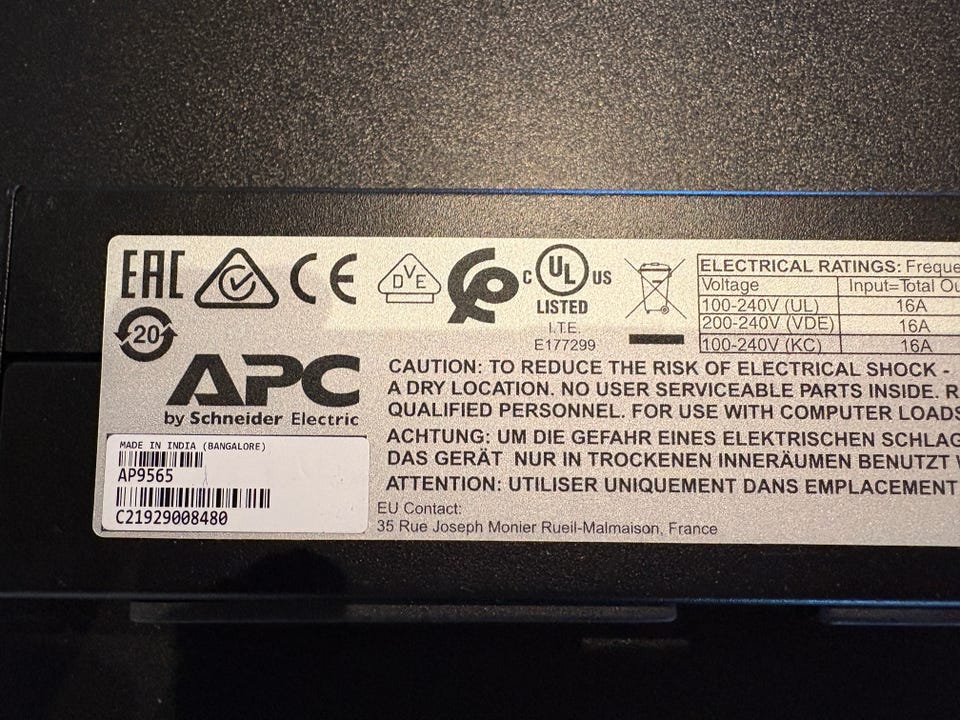 EAC CE
D V E
C UL US
LISTED
I.T.E.
E177299
20
APC
by Schneider Electric
MADE IN INDIA (BANGALORE)
AP9565
C21929008480
ELECTRICAL RATINGS: Freque
Voltage Input=Total Ou
100-240V (UL) 16A
200-240V (VDE) 16A
100-240V (KC) 16A
CAUTION: TO REDUCE THE RISK OF ELECTRICAL SHOCK -
A DRY LOCATION. NO USER SERVICEABLE PARTS INSIDE. R
QUALIFIED PERSONNEL. FOR USE WITH COMPUTER LOADS
ACHTUNG: UM DIE GEFAHR EINES ELEKTRISCHEN SCHLAG
DAS GERÄT NUR IN TROCKENEN INNERÄUMEN BENUTZT
ATTENTION: UTILISER UNIQUEMENT DANS EMPLACEMENT
EU Contact:
35 Rue Joseph Monier Rueil-Malmaison, France